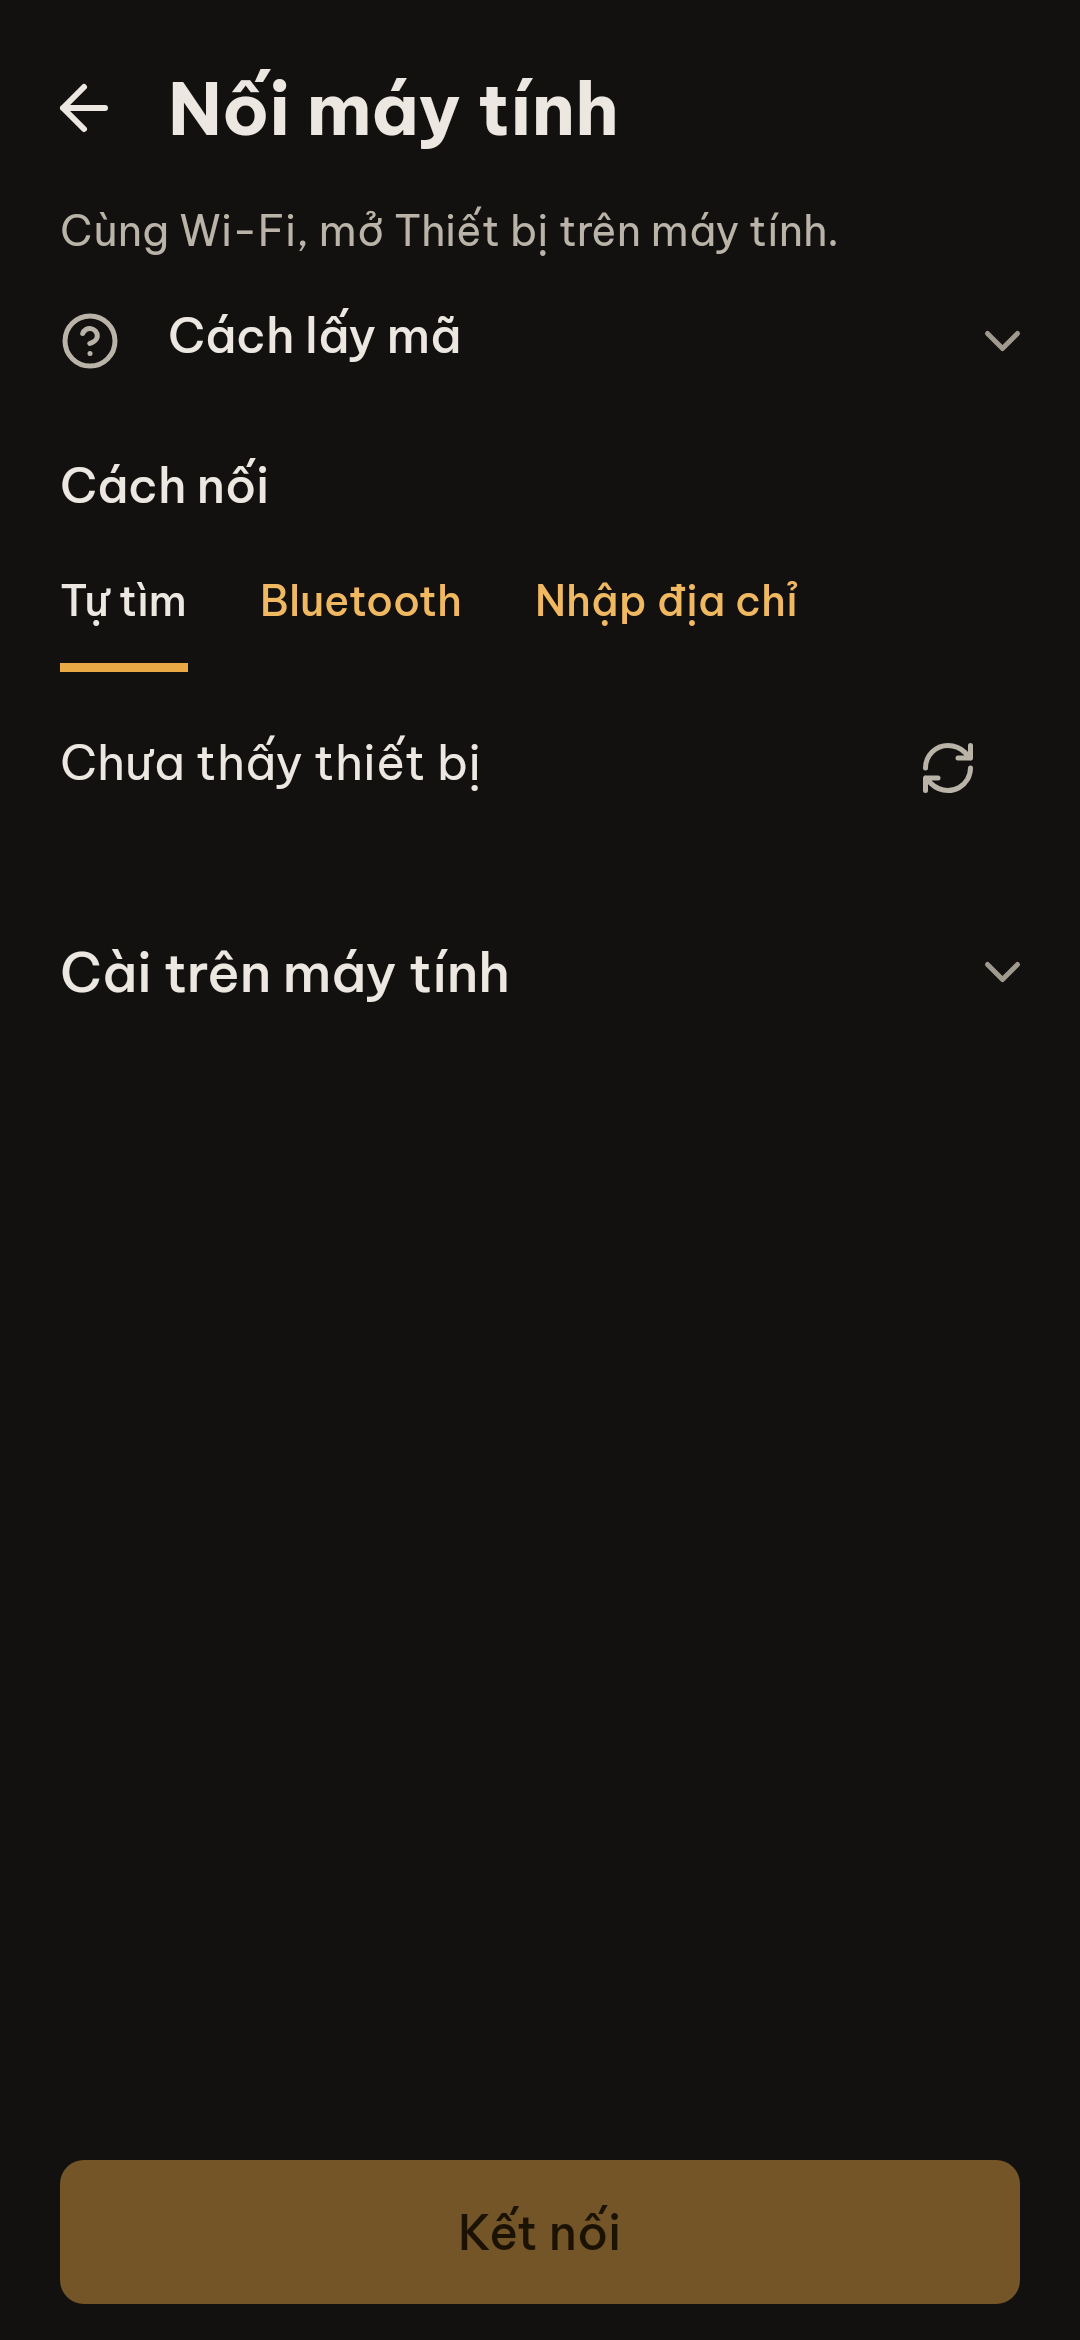 Nối máy tính
Cùng Wi-Fi, mở Thiết bị trên máy tính.
Cách lấy mã
Cách nối
Tự tìm Bluetooth Nhập địa chỉ
Chưa thấy thiết bị
Cài trên máy tính
Kết nối